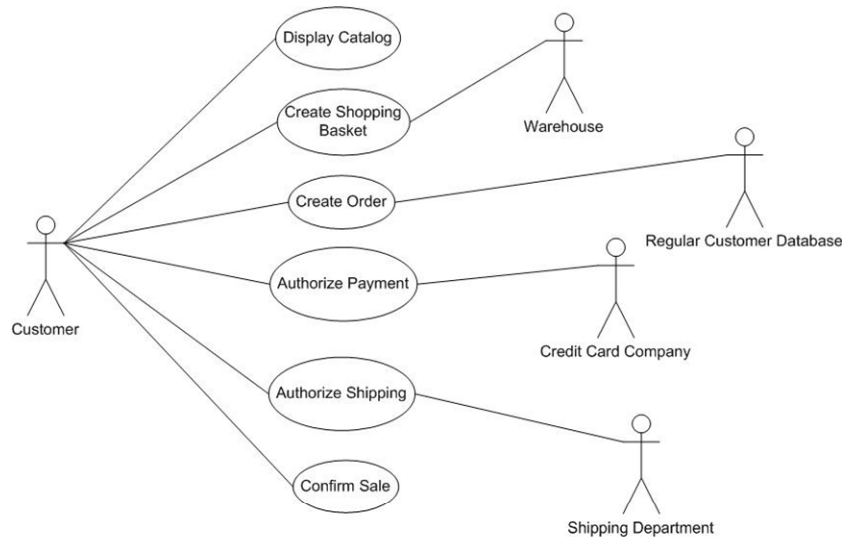 Display Catalog
Create Shopping
Basket
Warehouse
Create Order
Regular Customer Database
Authorize Payment
Customer
Credit Card Company
Authorize Shipping
Confirm Sale
Shipping Department